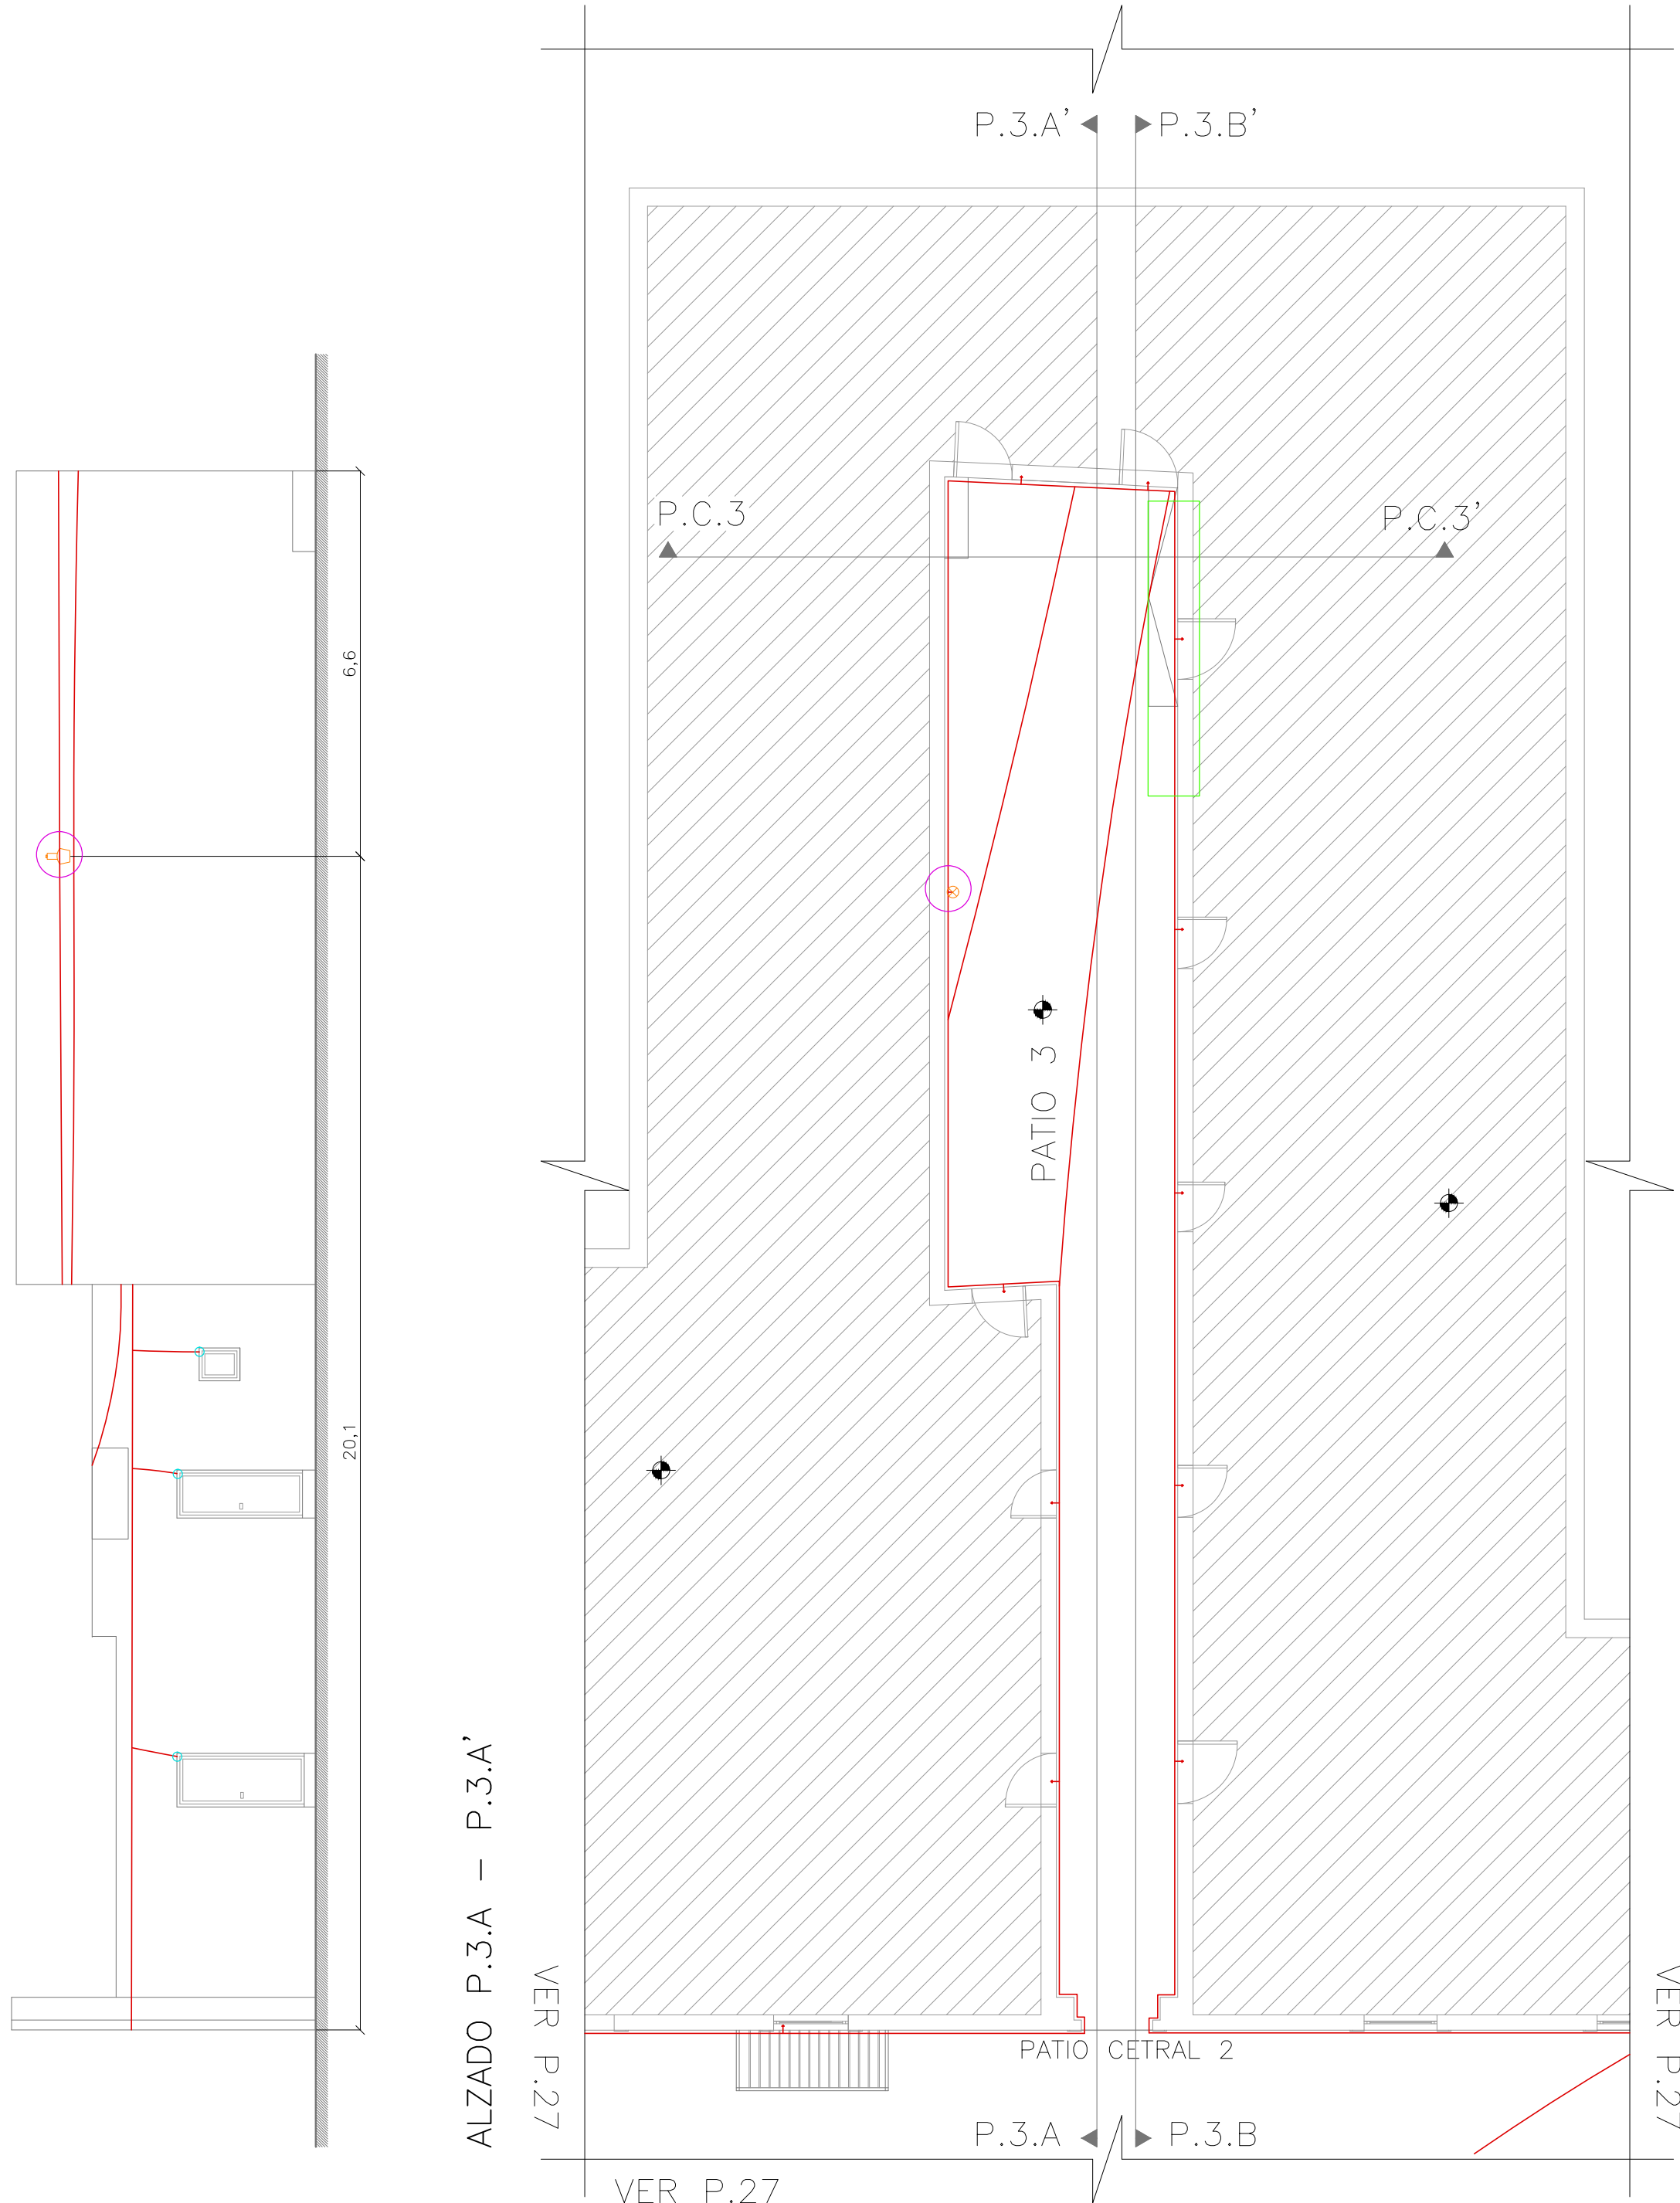 P.3.A' P.3.B'
P.C.3 P.C.3'
6,6
PATIO 3
20,1
ALZADO P.3.A — P.3.A'
VER P.27
VER P.27
PATIO CETRAL 2
P.3.A P.3.B
VER P.27